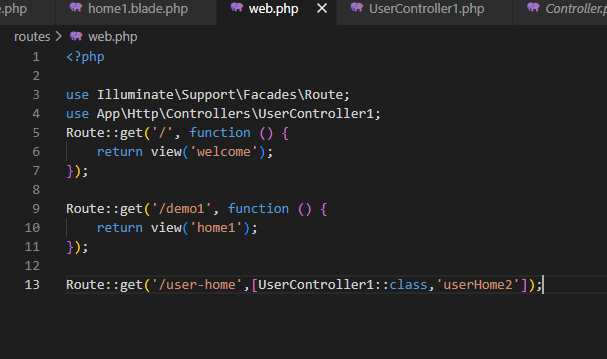 e.php home1.blade.php web.php X UserController1.php Controller.p
routes > web.php
1 <?php
2
3 use Illuminate\Support\Facades\Route;
4 use App\Http\Controllers\UserController1;
5 Route::get('/', function () {
6 return view('welcome');
7 });
8
9 Route::get('/demo1', function () {
10 return view('home1');
11 });
12
13 Route::get('/user-home',[UserController1::class,'userHome2']);